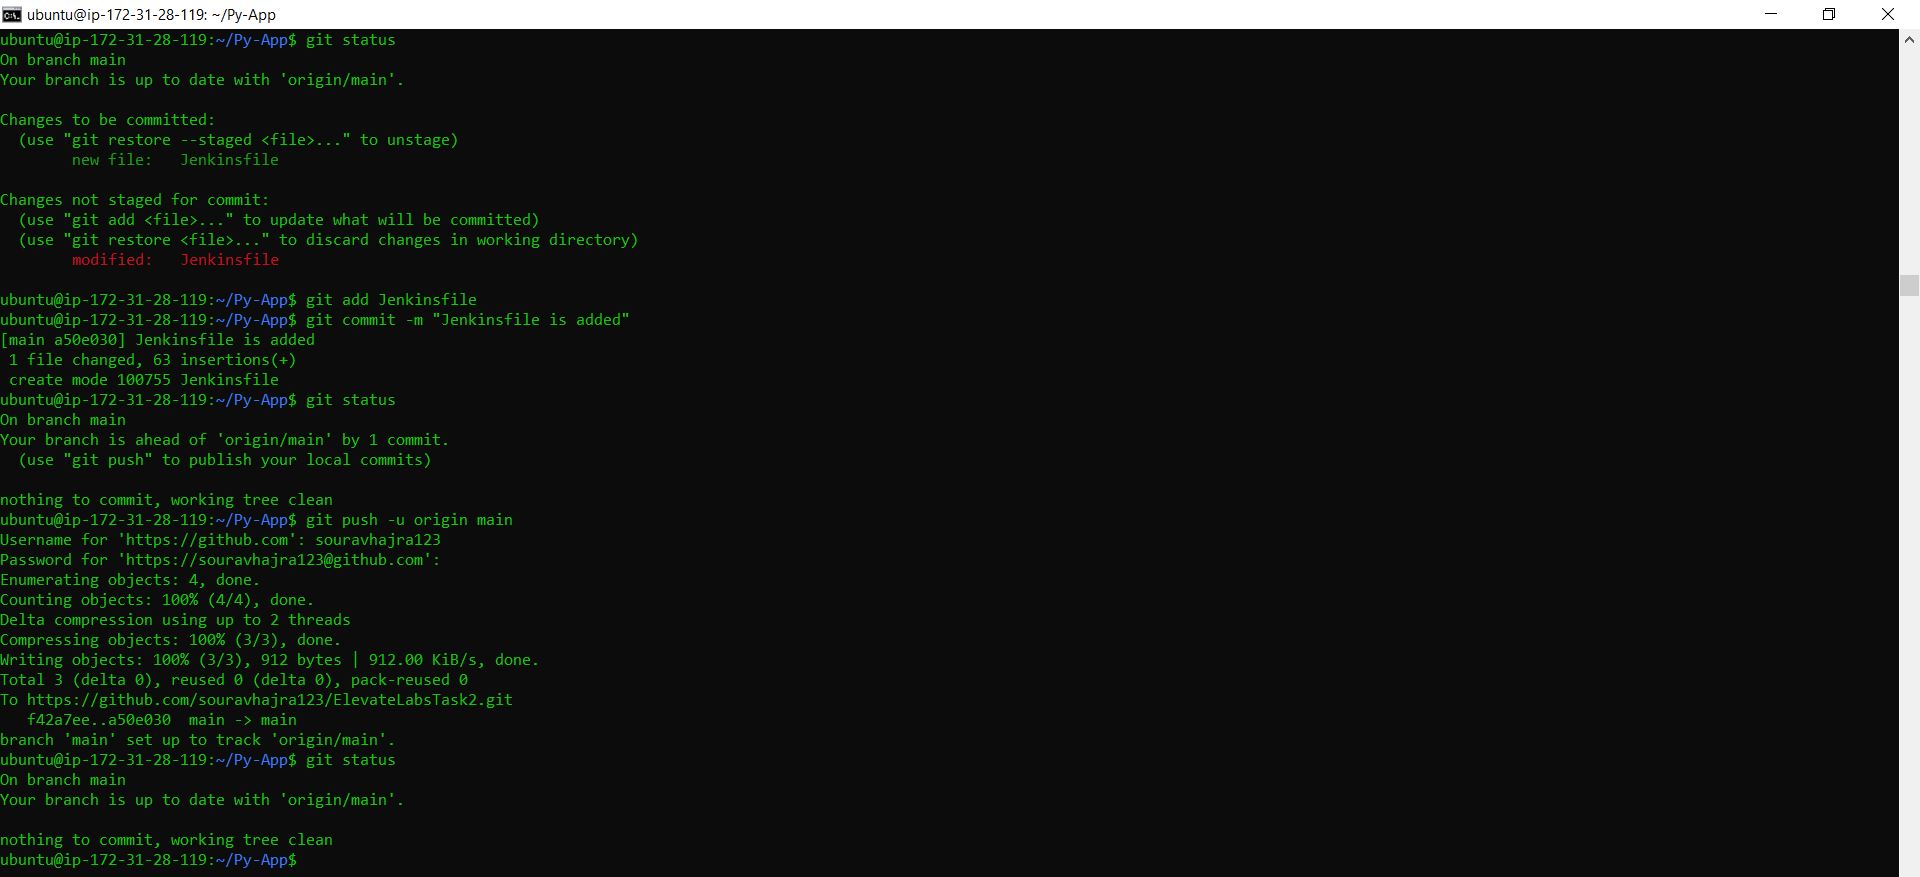 ubuntu@ip-172-31-28-119: ~/Py-App
ubuntu@ip-172-31-28-119:~/Py-App$ git status
On branch main
Your branch is up to date with 'origin/main'.
Changes to be committed:
  (use "git restore --staged <file>..." to unstage)
        new file:   Jenkinsfile
Changes not staged for commit:
  (use "git add <file>..." to update what will be committed)
  (use "git restore <file>..." to discard changes in working directory)
        modified:   Jenkinsfile
ubuntu@ip-172-31-28-119:~/Py-App$ git add Jenkinsfile
ubuntu@ip-172-31-28-119:~/Py-App$ git commit -m "Jenkinsfile is added"
[main a50e030] Jenkinsfile is added
 1 file changed, 63 insertions(+)
 create mode 100755 Jenkinsfile
ubuntu@ip-172-31-28-119:~/Py-App$ git status
On branch main
Your branch is ahead of 'origin/main' by 1 commit.
  (use "git push" to publish your local commits)
nothing to commit, working tree clean
ubuntu@ip-172-31-28-119:~/Py-App$ git push -u origin main
Username for 'https://github.com': souravhajra123
Password for 'https://souravhajra123@github.com':
Enumerating objects: 4, done.
Counting objects: 100% (4/4), done.
Delta compression using up to 2 threads
Compressing objects: 100% (3/3), done.
Writing objects: 100% (3/3), 912 bytes | 912.00 KiB/s, done.
Total 3 (delta 0), reused 0 (delta 0), pack-reused 0
To https://github.com/souravhajra123/ElevateLabsTask2.git
   f42a7ee..a50e030  main -> main
branch 'main' set up to track 'origin/main'.
ubuntu@ip-172-31-28-119:~/Py-App$ git status
On branch main
Your branch is up to date with 'origin/main'.
nothing to commit, working tree clean
ubuntu@ip-172-31-28-119:~/Py-App$